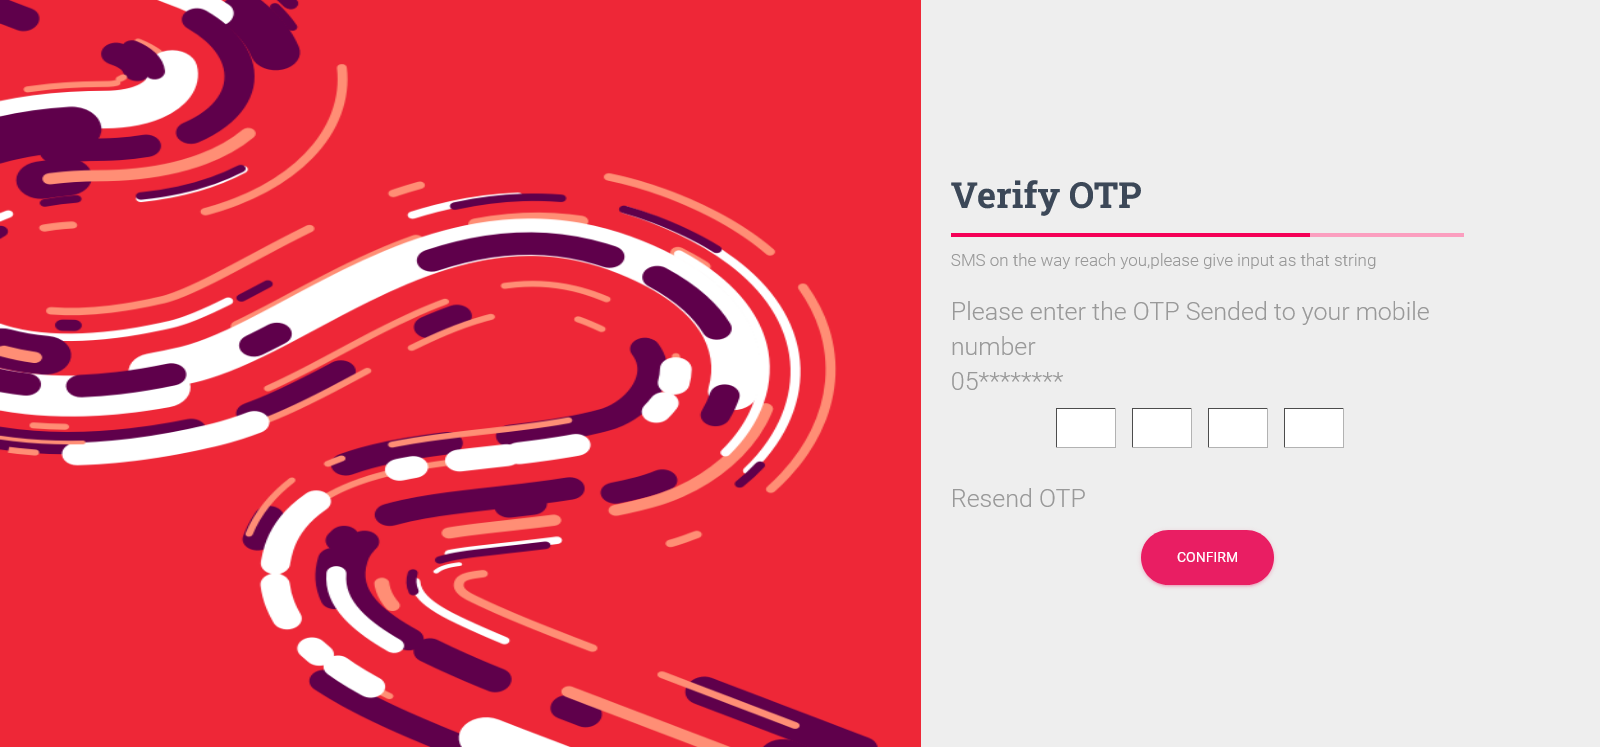 Verify OTP
SMS on the way reach you,please give input as that string
Please enter the OTP Sended to your mobile
number
05********
Resend OTP
CONFIRM